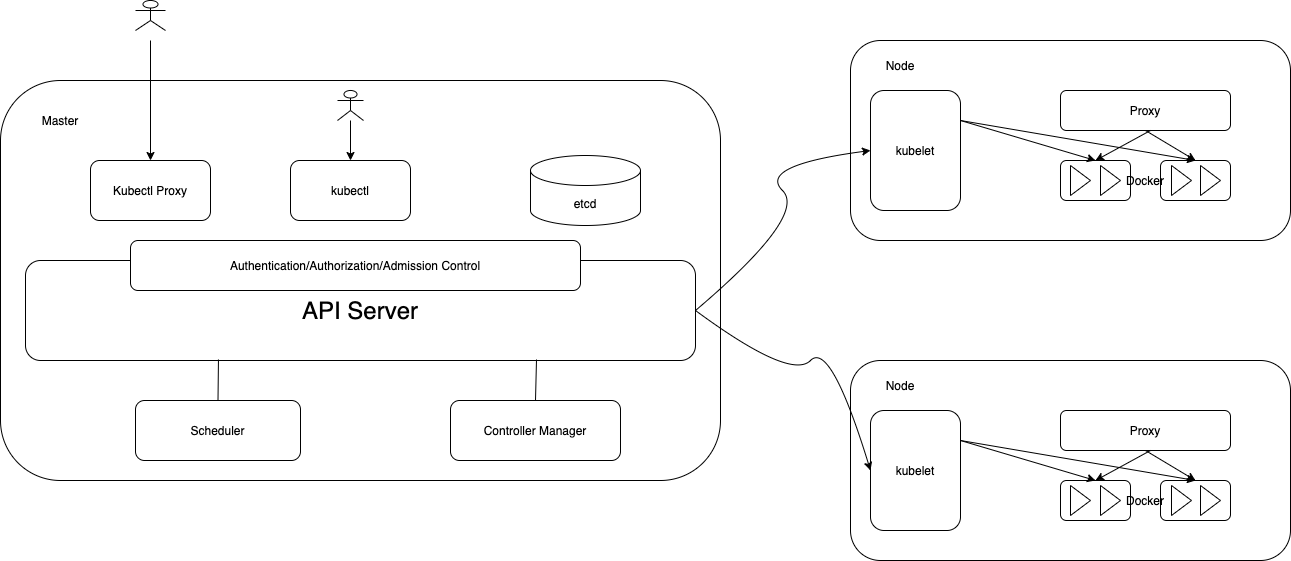 Master
Kubectl Proxy
kubectl
etcd
Authentication/Authorization/Admission Control
API Server
Scheduler
Controller Manager
Node
kubelet
Proxy
Docker
Node
kubelet
Proxy
Docker